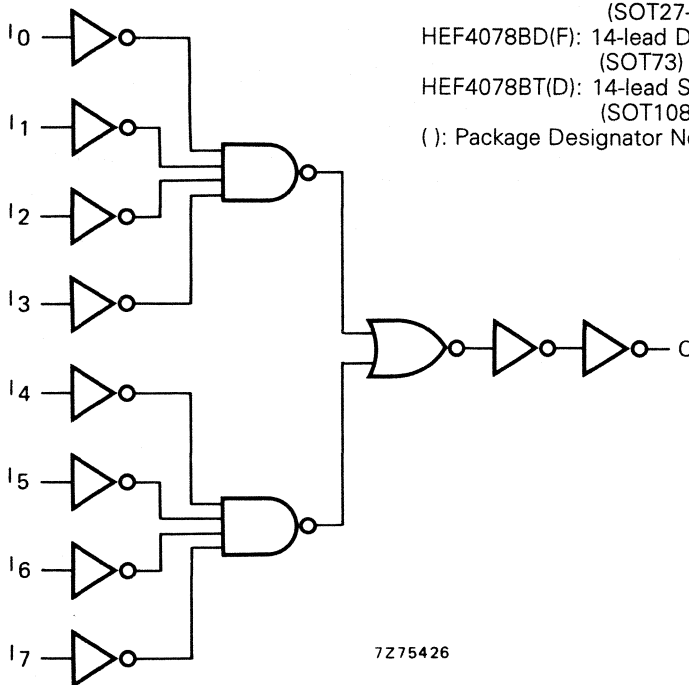 (SOT27-
HEF4078BD(F): 14-lead D
(SOT73)
HEF4078BT(D): 14-lead S
(SOT108
( ): Package Designator N
I0
I1
I2
I3
I4
I5
I6
I7
7Z75426